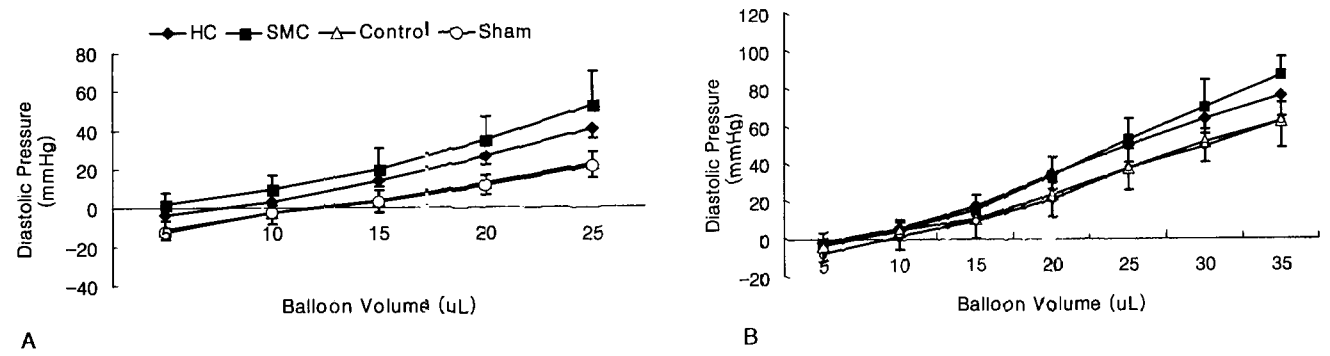 HC SMC Control Sham
80
60
40
20
0
-20
-40
5 10 15 20 25
Diastolic Pressure
(mmHg)
Balloon Volume (uL)
A
120
100
80
60
40
20
0
-20
5 10 15 20 25 30 35
Diastolic Pressure
(mmHg)
Balloon Volume (uL)
B